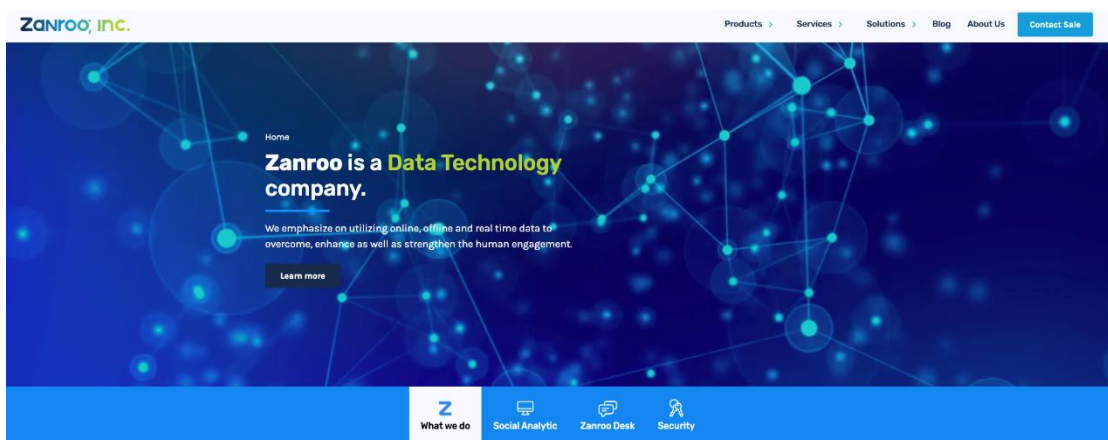 Zanroo, Inc.
Products > Services > Solutions > Blog About Us Contact Sale
Home
Zanroo is a Data Technology
company.
We emphasize on utilizing online, offline and real time data to
overcome, enhance as well as strengthen the human engagement.
Learn more
Z
What we do Social Analytic Zanroo Desk Security